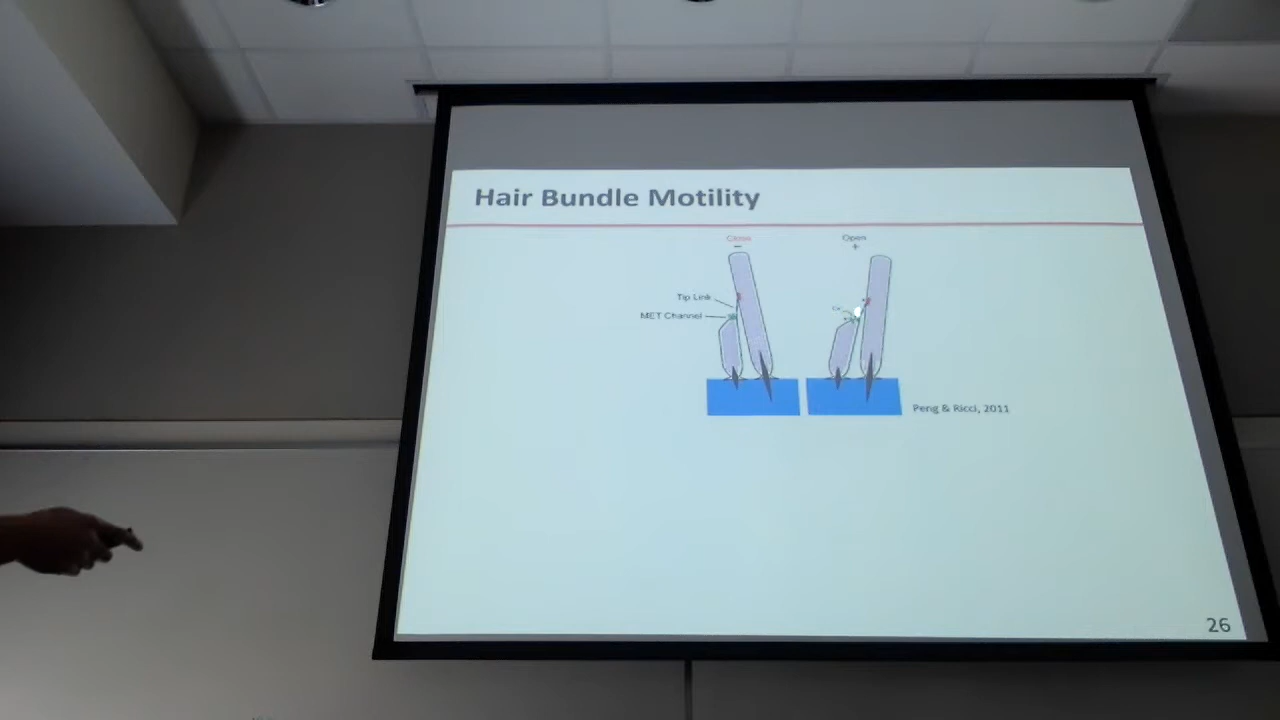 Hair Bundle Motility
Close
Open
−
+
Tip Link
MET Channel
Peng & Ricci, 2011
26